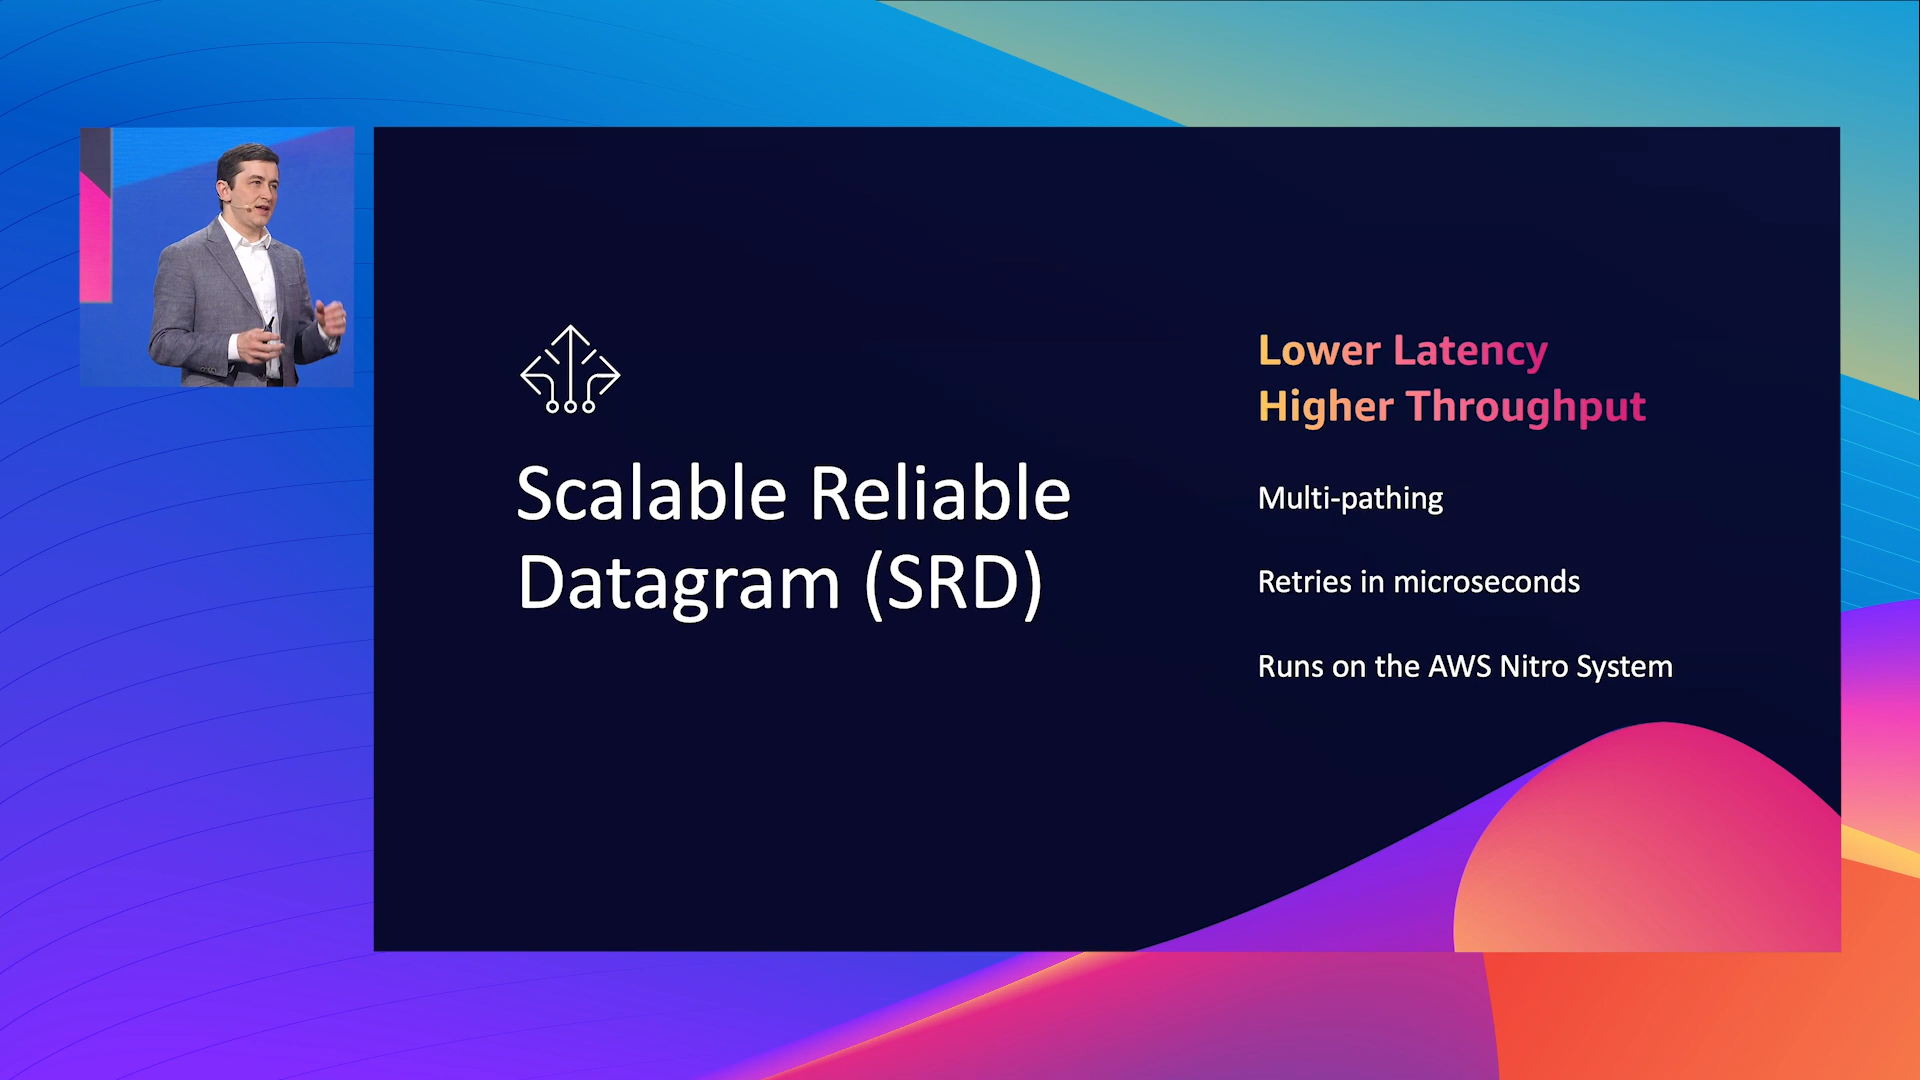 Scalable Reliable
Datagram (SRD)
Lower Latency
Higher Throughput
Multi-pathing
Retries in microseconds
Runs on the AWS Nitro System